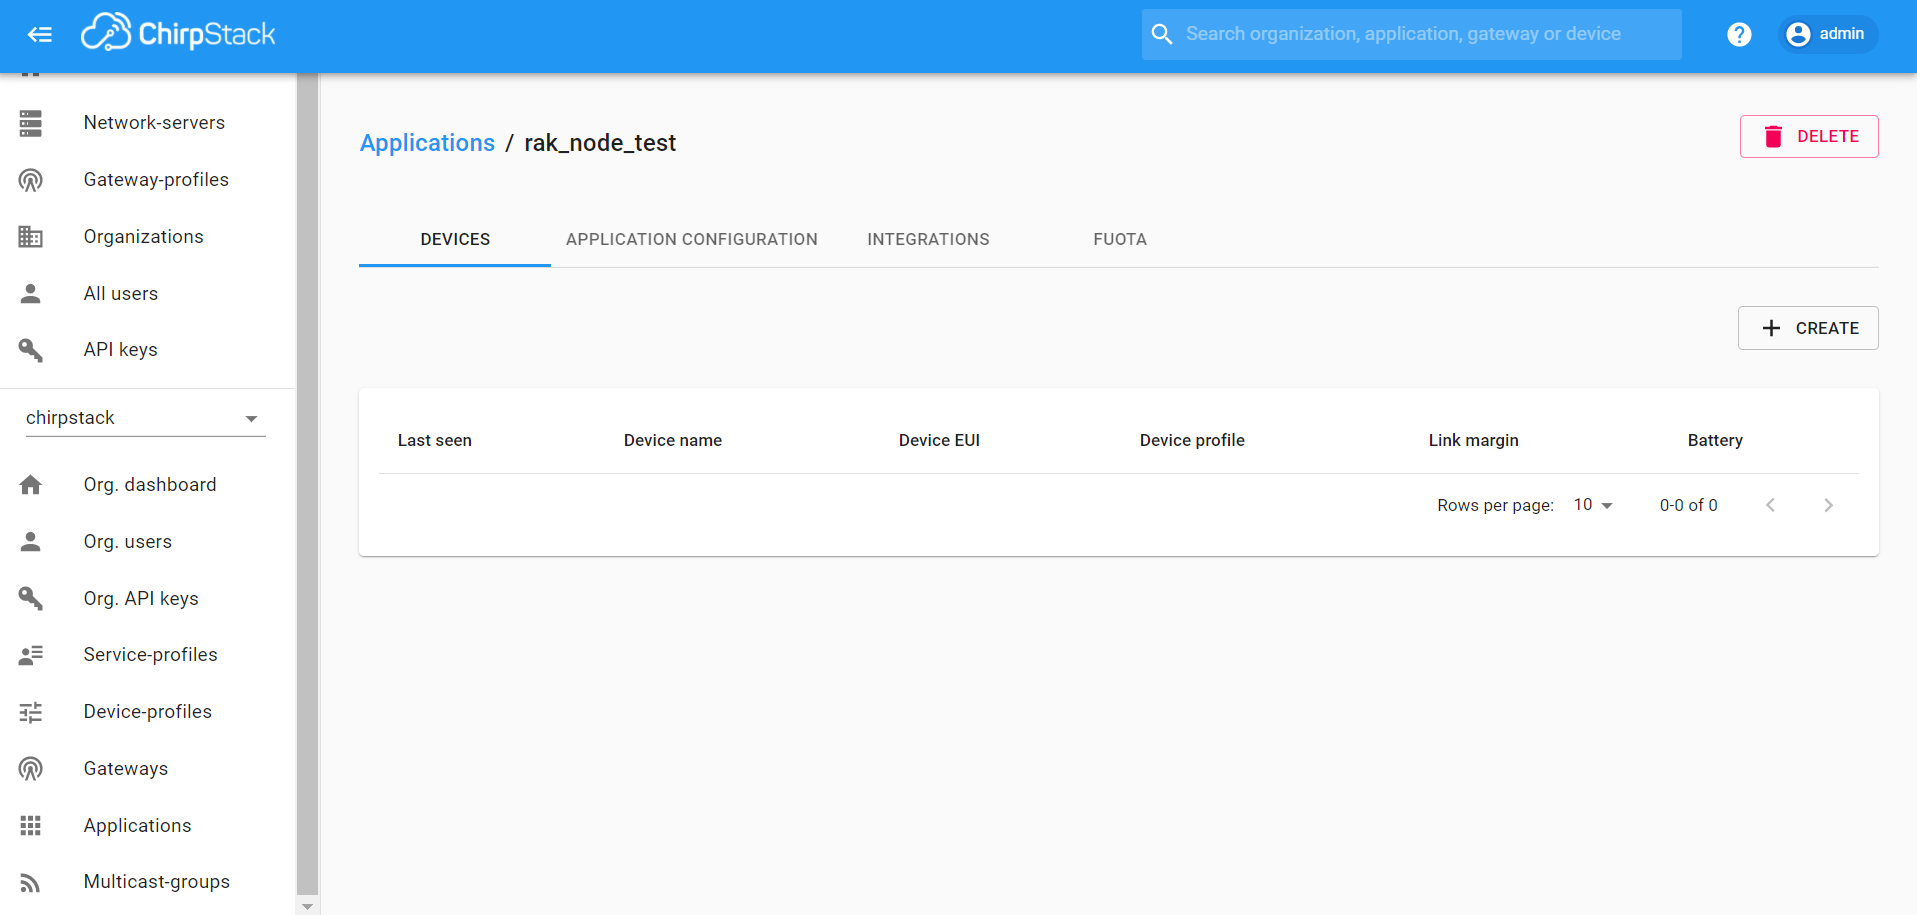 ChirpStack
Search organization, application, gateway or device
?
admin
Network-servers
Gateway-profiles
Organizations
All users
API keys
chirpstack
Org. dashboard
Org. users
Org. API keys
Service-profiles
Device-profiles
Gateways
Applications
Multicast-groups
Applications / rak_node_test
DELETE
DEVICES APPLICATION CONFIGURATION INTEGRATIONS FUOTA
+ CREATE
Last seen Device name Device EUI Device profile Link margin Battery
Rows per page: 10 0-0 of 0